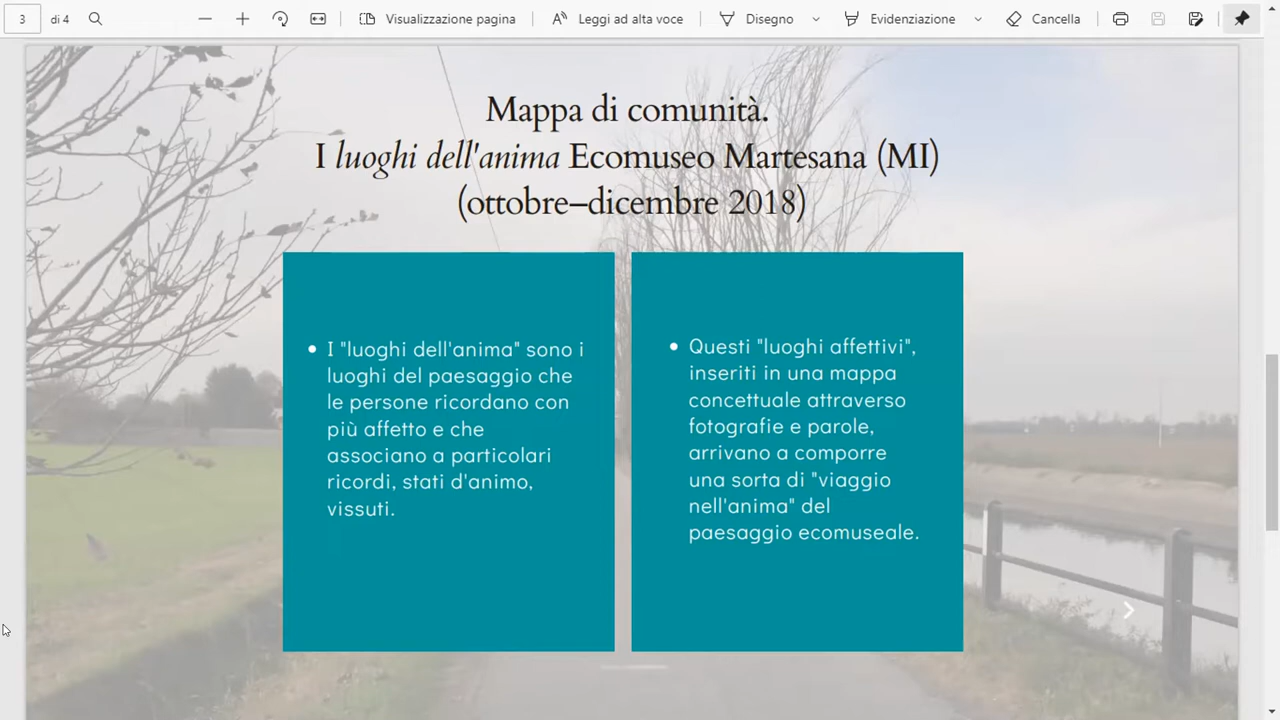 3 di 4 Visualizzazione pagina Leggi ad alta voce Disegno Evidenziazione Cancella
Mappa di comunità.
I luoghi dell'anima Ecomuseo Martesana (MI)
(ottobre–dicembre 2018)
I "luoghi dell'anima" sono i
luoghi del paesaggio che
le persone ricordano con
più affetto e che
associano a particolari
ricordi, stati d'animo,
vissuti.
Questi "luoghi affettivi",
inseriti in una mappa
concettuale attraverso
fotografie e parole,
arrivano a comporre
una sorta di "viaggio
nell'anima" del
paesaggio ecomuseale.